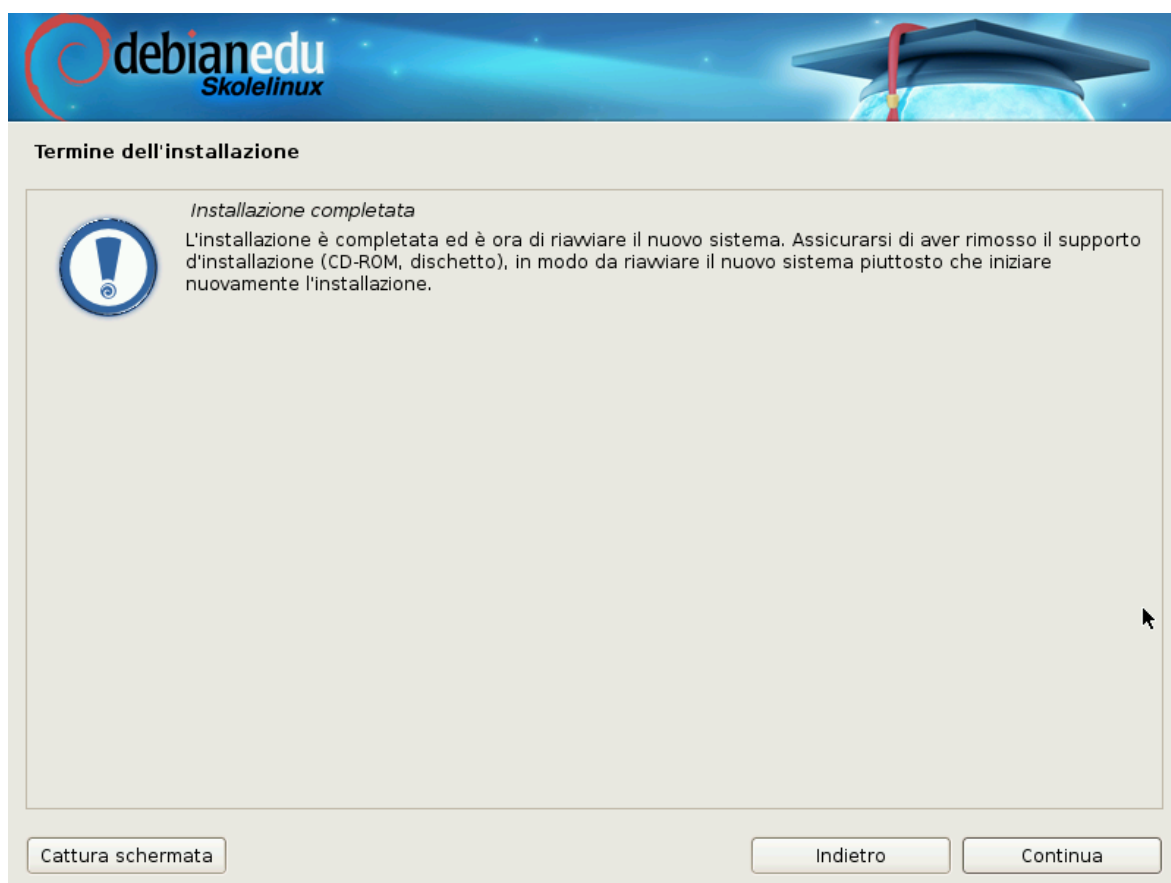 debianedu
Skolelinux
Termine dell'installazione
Installazione completata
L'installazione è completata ed è ora di riavviare il nuovo sistema. Assicurarsi di aver rimosso il supporto
d'installazione (CD-ROM, dischetto), in modo da riavviare il nuovo sistema piuttosto che iniziare
nuovamente l'installazione.
Cattura schermata
Indietro
Continua